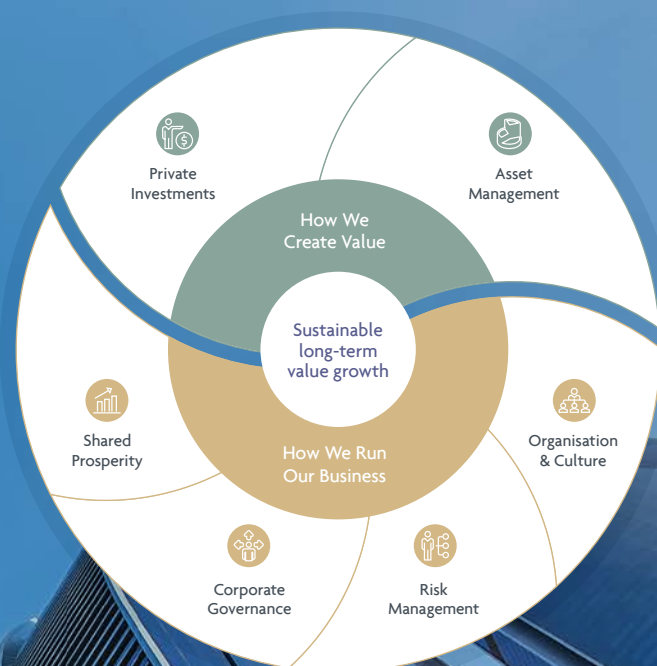 Private
Investments
Asset
Management
How We
Create Value
Sustainable
long-term
value growth
Shared
Prosperity
Organisation
& Culture
How We Run
Our Business
Corporate
Governance
Risk
Management